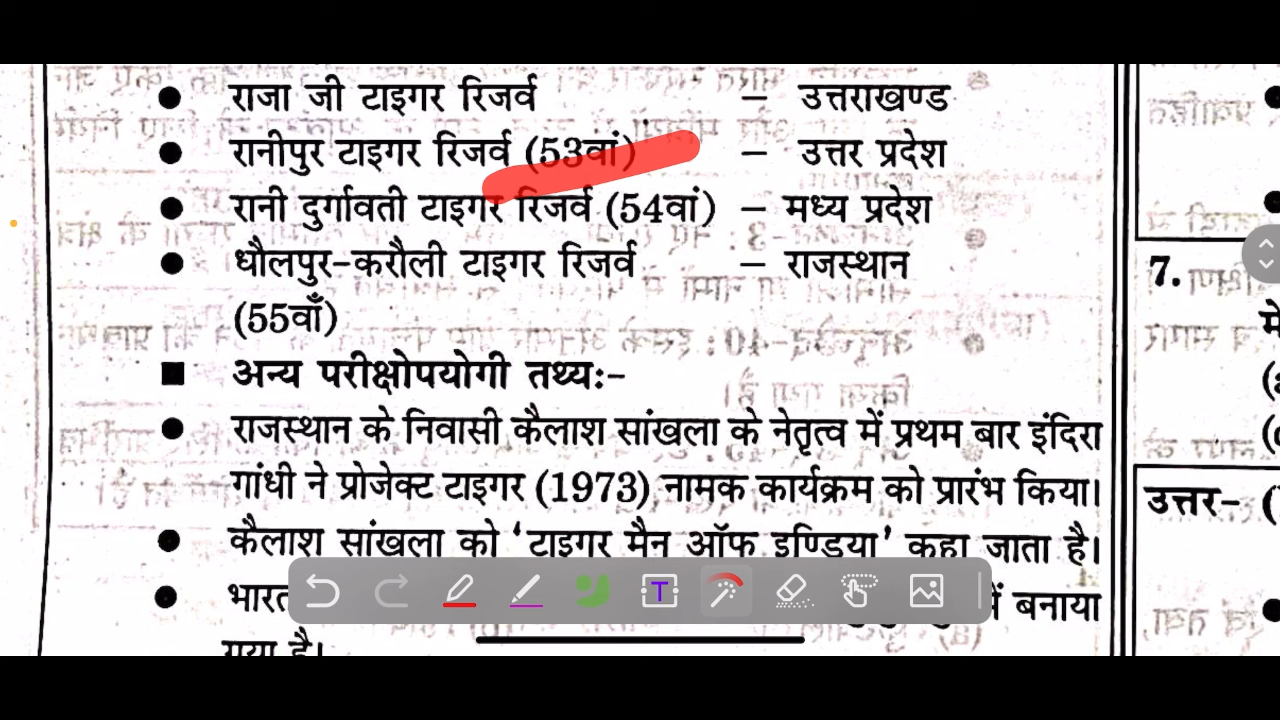 राजा जी टाइगर रिजर्व – उत्तराखण्ड
रानीपुर टाइगर रिजर्व (53वां) – उत्तर प्रदेश
रानी दुर्गावती टाइगर रिजर्व (54वां) – मध्य प्रदेश
धौलपुर-करौली टाइगर रिजर्व – राजस्थान
(55वाँ)
■ अन्य परीक्षोपयोगी तथ्यः-
राजस्थान के निवासी कैलाश सांखला के नेतृत्व में प्रथम बार इंदिरा
गांधी ने प्रोजेक्ट टाइगर (1973) नामक कार्यक्रम को प्रारंभ किया।
कैलाश सांखला को ‘टाइगर मैन ऑफ इण्डिया’ कहा जाता है।
भारत बनाया
गया है।
7.
उत्तर–
T